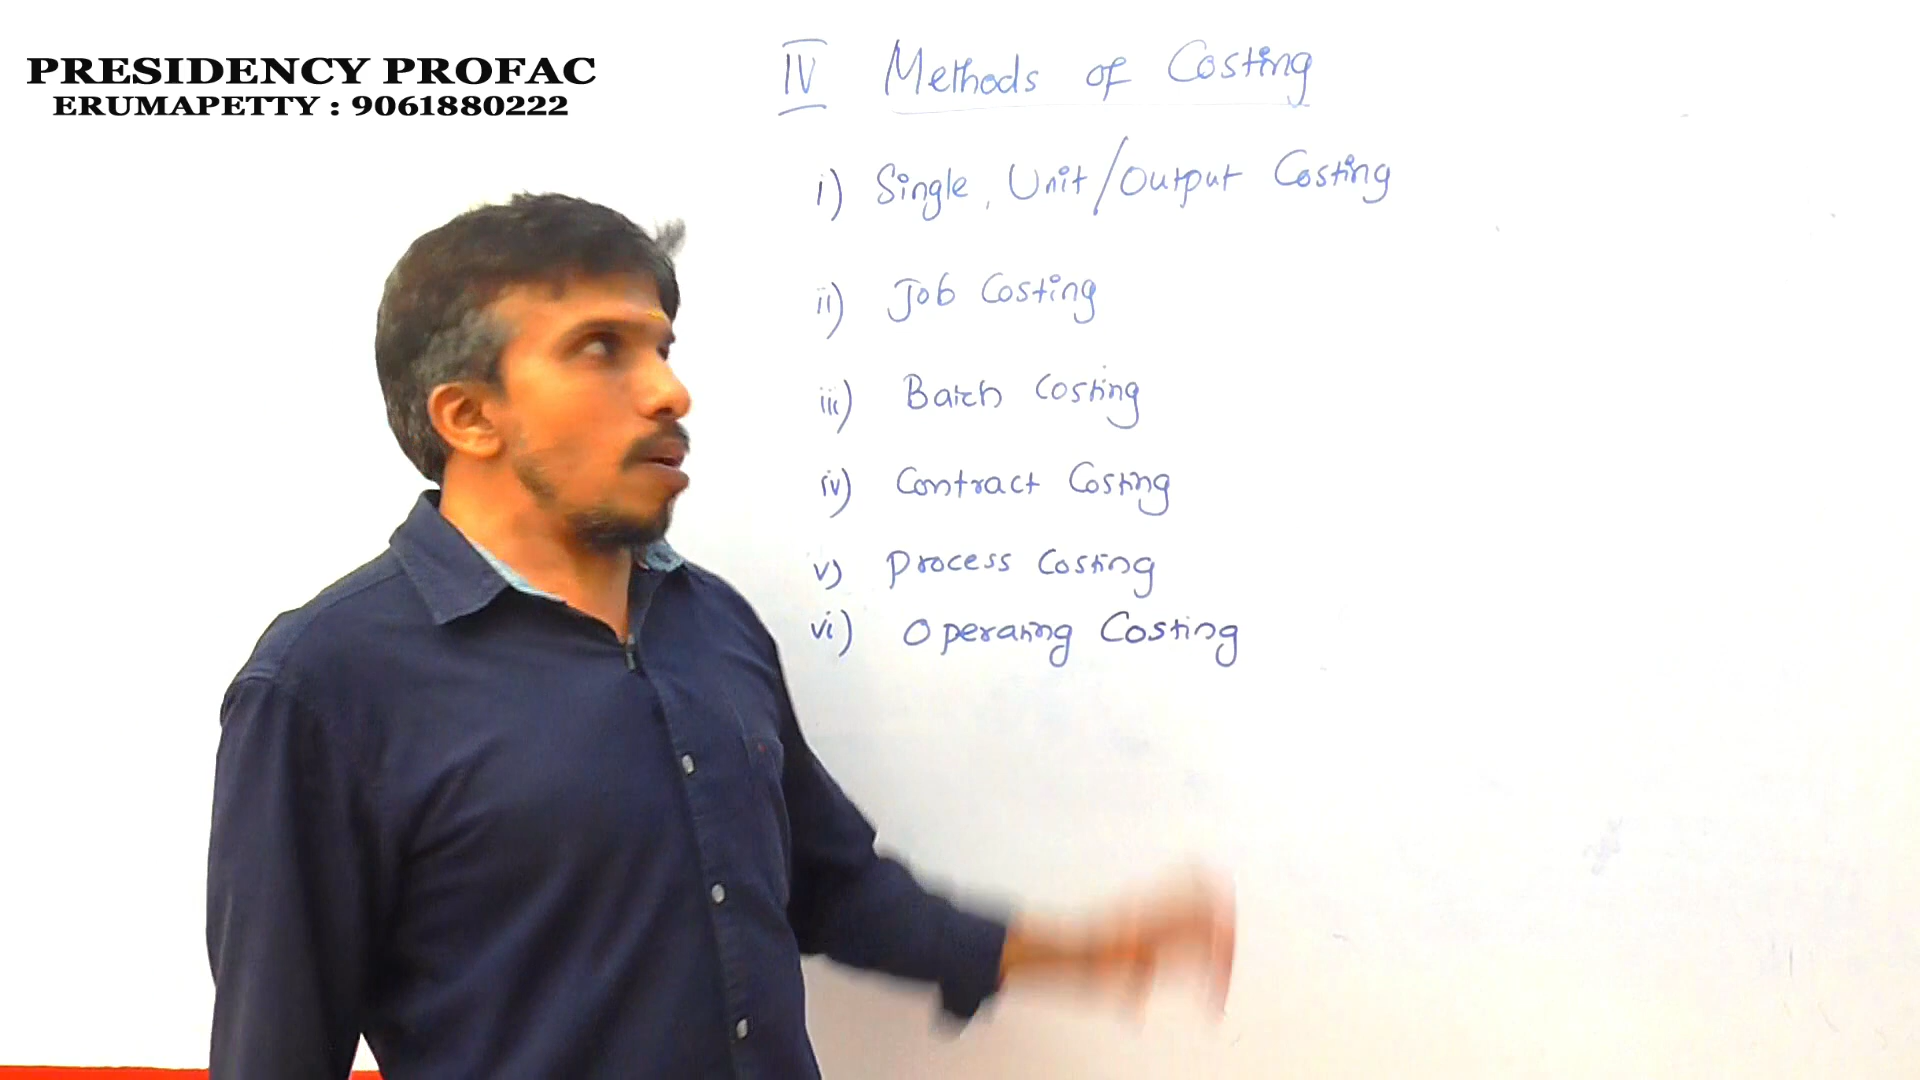 PRESIDENCY PROFAC
ERUMAPETTY : 9061880222
IV Methods of Costing
i) Single, Unit/Output Costing
ii) Job Costing
iii) Batch Costing
iv) Contract Costing
v) Process Costing
vi) Operating Costing